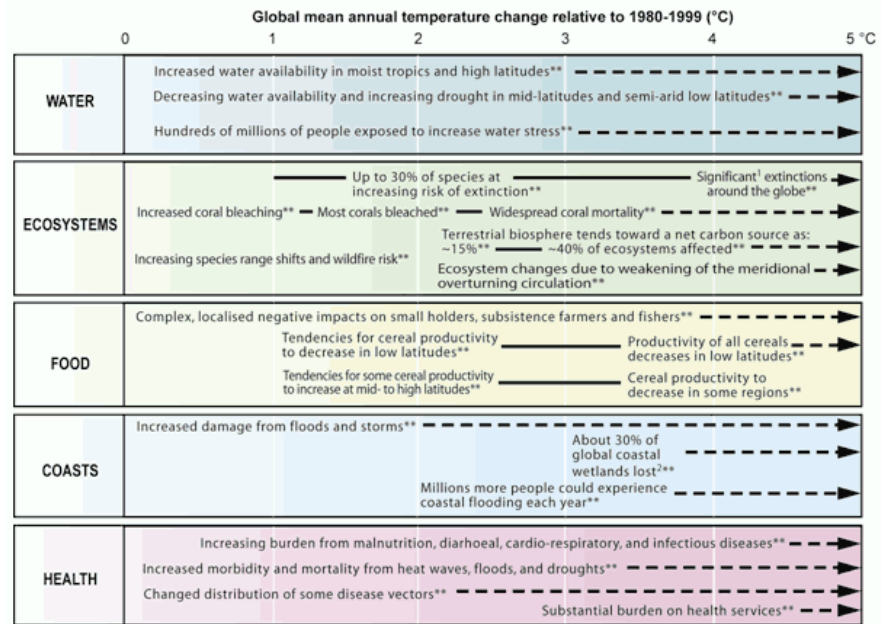 Global mean annual temperature change relative to 1980-1999 (°C)
0 1 2 3 4 5 °C
WATER
Increased water availability in moist tropics and high latitudes**
Decreasing water availability and increasing drought in mid-latitudes and semi-arid low latitudes**
Hundreds of millions of people exposed to increase water stress**
ECOSYSTEMS
Up to 30% of species at
increasing risk of extinction**
Significant¹ extinctions
around the globe**
Increased coral bleaching** Most corals bleached** Widespread coral mortality**
Terrestrial biosphere tends toward a net carbon source as:
~15%** ~40% of ecosystems affected**
Increasing species range shifts and wildfire risk**
Ecosystem changes due to weakening of the meridional
overturning circulation**
FOOD
Complex, localised negative impacts on small holders, subsistence farmers and fishers**
Tendencies for cereal productivity
to decrease in low latitudes**
Productivity of all cereals
decreases in low latitudes**
Tendencies for some cereal productivity
to increase at mid- to high latitudes**
Cereal productivity to
decrease in some regions**
COASTS
Increased damage from floods and storms**
About 30% of
global coastal
wetlands lost²**
Millions more people could experience
coastal flooding each year**
HEALTH
Increasing burden from malnutrition, diarhoeal, cardio-respiratory, and infectious diseases**
Increased morbidity and mortality from heat waves, floods, and droughts**
Changed distribution of some disease vectors**
Substantial burden on health services**